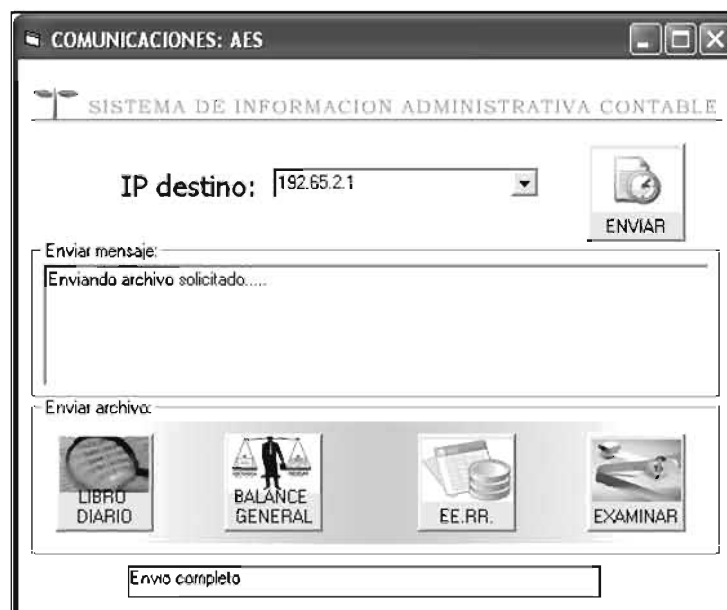 COMUNICACIONES: AES
SISTEMA DE INFORMACION ADMINISTRATIVA CONTABLE
IP destino: 192.65.2.1
ENVIAR
Enviar mensaje:
Enviando archivo solicitado.....
Enviar archivo:
LIBRO DIARIO
BALANCE GENERAL
EE.RR.
EXAMINAR
Envio completo